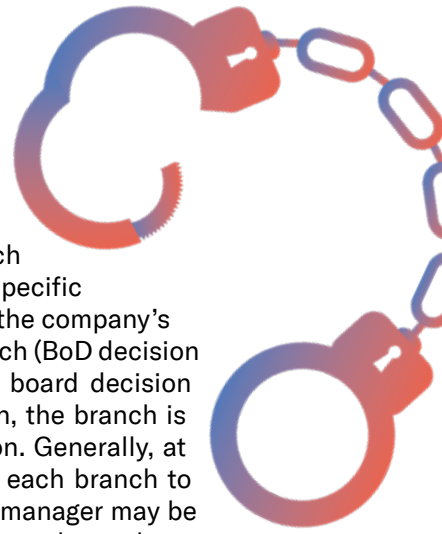 ch
pecific
the company's
ch (BoD decision
board decision
n, the branch is
on. Generally, at
each branch to
manager may be